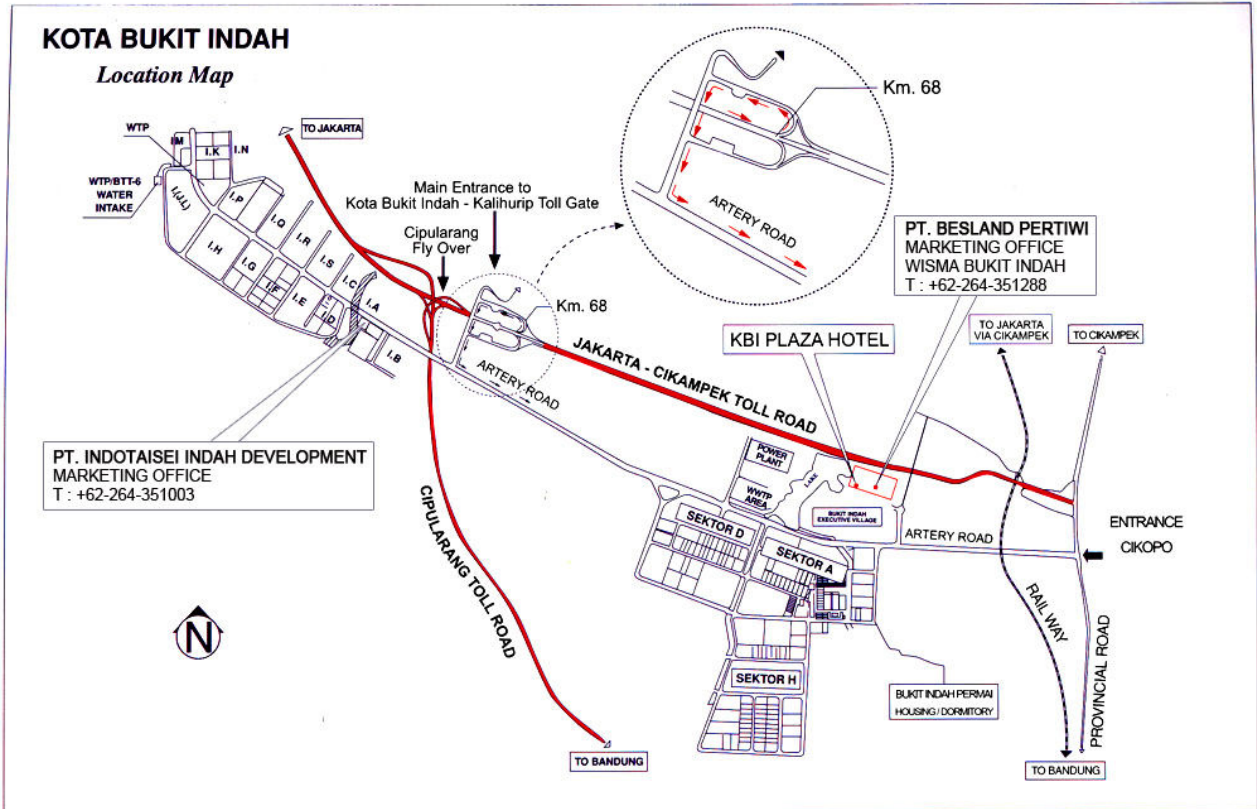 KOTA BUKIT INDAH
Location Map
Km. 68
TO JAKARTA
WTP
I.M
I.K
I.N
WTP/BTT-6
WATER
INTAKE
I.(J.L)
I.P
I.Q
I.R
I.S
I.C
I.A
I.H
I.G
I.F
I.E
I.D
I.B
Main Entrance to
Kota Bukit Indah - Kalihurip Toll Gate
Cipularang
Fly Over
Km. 68
ARTERY ROAD
ARTERY ROAD
PT. BESLAND PERTIWI
MARKETING OFFICE
WISMA BUKIT INDAH
T : +62-264-351288
KBI PLAZA HOTEL
TO JAKARTA
VIA CIKAMPEK
TO CIKAMPEK
JAKARTA - CIKAMPEK TOLL ROAD
PT. INDOTAISEI INDAH DEVELOPMENT
MARKETING OFFICE
T : +62-264-351003
CIPULARANG TOLL ROAD
POWER
PLANT
WWTP
AREA
LAKE
BUKIT INDAH
EXECUTIVE VILLAGE
SEKTOR D
SEKTOR A
ARTERY ROAD
ENTRANCE
CIKOPO
RAIL WAY
PROVINCIAL ROAD
SEKTOR H
BUKIT INDAH PERMAI
HOUSING / DORMITORY
N
TO BANDUNG
TO BANDUNG